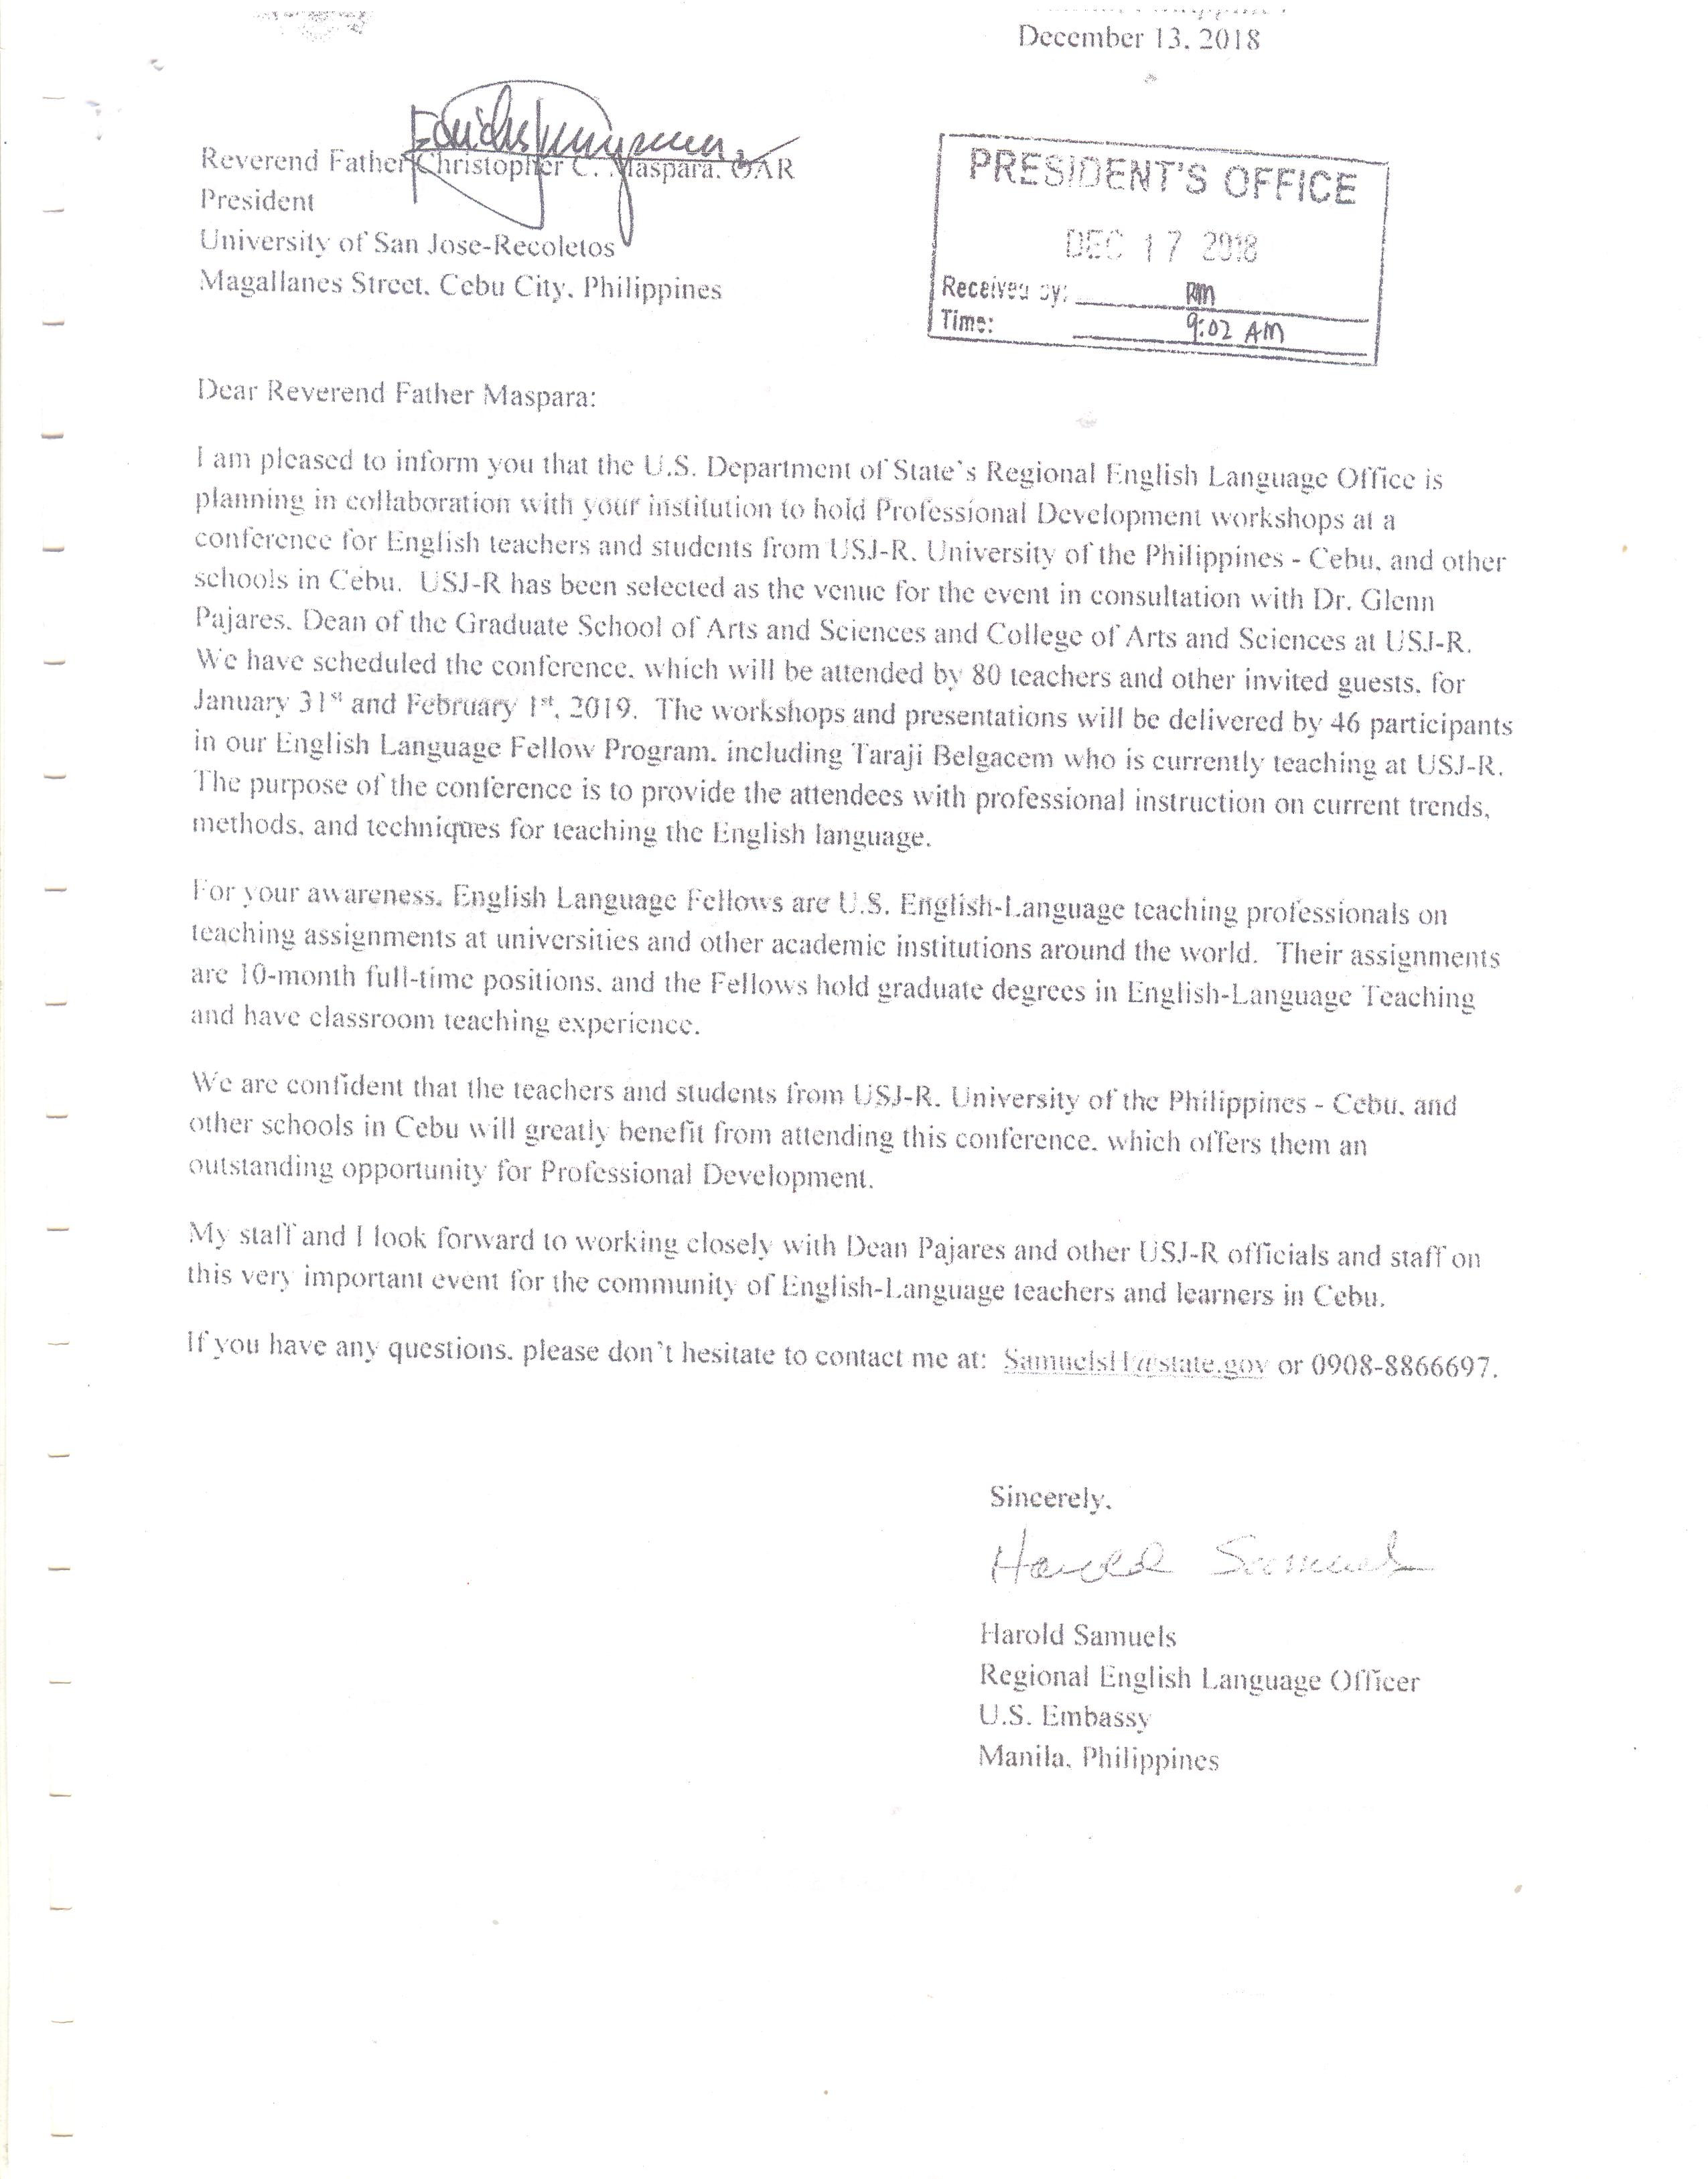 December 13, 2018
Reverend Father Christopher C. Maspara, OAR
President
University of San Jose-Recoletos
Magallanes Street, Cebu City, Philippines
PRESIDENT'S OFFICE
DEC 17 2018
Received by: RM
Time: 9:02 AM
Dear Reverend Father Maspara:
I am pleased to inform you that the U.S. Department of State's Regional English Language Office is
planning in collaboration with your institution to hold Professional Development workshops at a
conference for English teachers and students from USJ-R, University of the Philippines - Cebu, and other
schools in Cebu. USJ-R has been selected as the venue for the event in consultation with Dr. Glenn
Pajares, Dean of the Graduate School of Arts and Sciences and College of Arts and Sciences at USJ-R.
We have scheduled the conference, which will be attended by 80 teachers and other invited guests, for
January 31st and February 1st, 2019. The workshops and presentations will be delivered by 46 participants
in our English Language Fellow Program, including Taraji Belgacem who is currently teaching at USJ-R.
The purpose of the conference is to provide the attendees with professional instruction on current trends,
methods, and techniques for teaching the English language.
For your awareness, English Language Fellows are U.S. English-Language teaching professionals on
teaching assignments at universities and other academic institutions around the world. Their assignments
are 10-month full-time positions, and the Fellows hold graduate degrees in English-Language Teaching
and have classroom teaching experience.
We are confident that the teachers and students from USJ-R, University of the Philippines - Cebu, and
other schools in Cebu will greatly benefit from attending this conference, which offers them an
outstanding opportunity for Professional Development.
My staff and I look forward to working closely with Dean Pajares and other USJ-R officials and staff on
this very important event for the community of English-Language teachers and learners in Cebu.
If you have any questions, please don't hesitate to contact me at: SamuelsH@state.gov or 0908-8866697.
Sincerely,
Harold Samuels
Harold Samuels
Regional English Language Officer
U.S. Embassy
Manila, Philippines